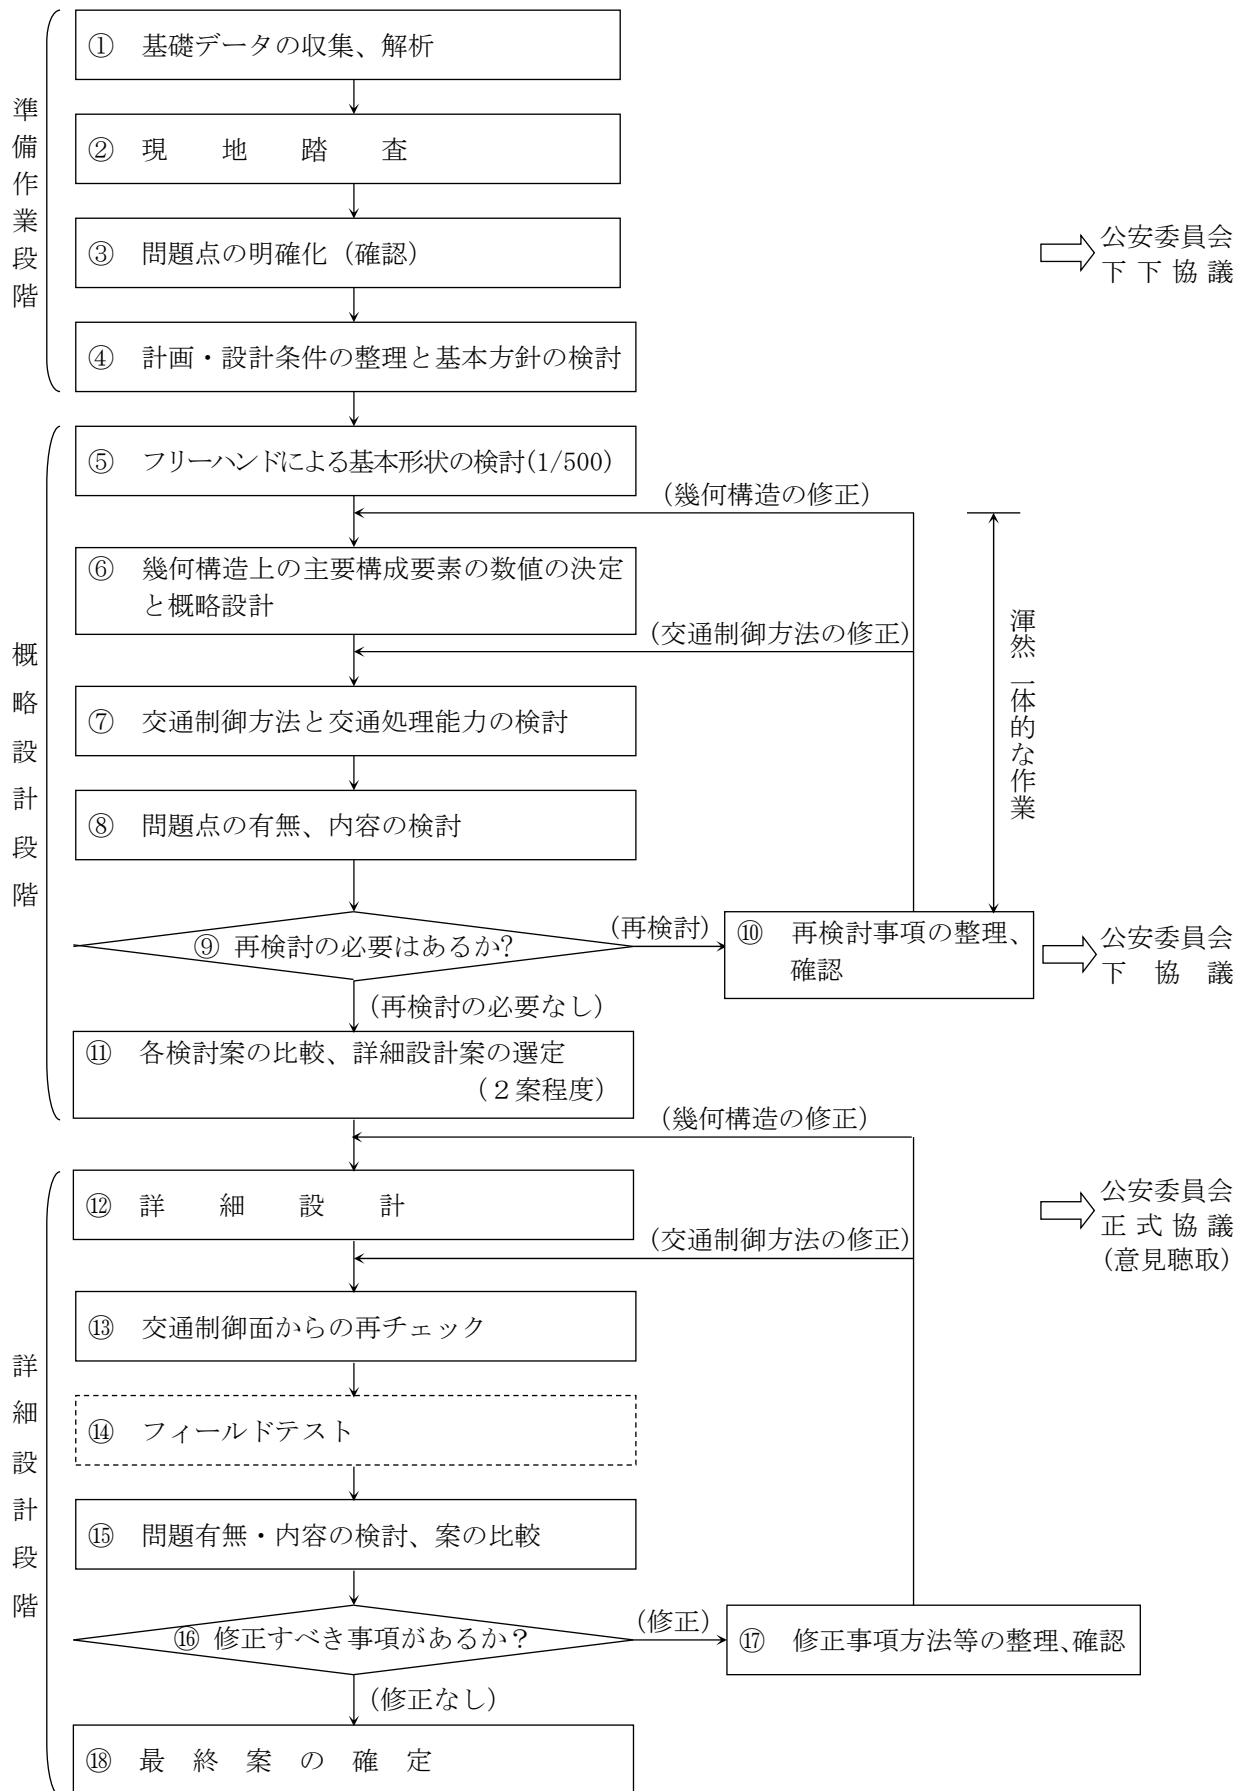 準備作業段階
① 基礎データの収集、解析
② 現地踏査
③ 問題点の明確化（確認）
公安委員会
下下協議
④ 計画・設計条件の整理と基本方針の検討
概略設計段階
⑤ フリーハンドによる基本形状の検討(1/500)
(幾何構造の修正)
⑥ 幾何構造上の主要構成要素の数値の決定
と概略設計
(交通制御方法の修正)
渾然一体的な作業
⑦ 交通制御方法と交通処理能力の検討
⑧ 問題点の有無、内容の検討
⑨ 再検討の必要はあるか?
(再検討)
⑩ 再検討事項の整理、
確認
公安委員会
下協議
(再検討の必要なし)
⑪ 各検討案の比較、詳細設計案の選定
(２案程度)
(幾何構造の修正)
詳細設計段階
⑫ 詳細設計
公安委員会
正式協議
(意見聴取)
(交通制御方法の修正)
⑬ 交通制御面からの再チェック
⑭ フィールドテスト
⑮ 問題有無・内容の検討、案の比較
⑯ 修正すべき事項があるか？
(修正)
⑰ 修正事項方法等の整理、確認
(修正なし)
⑱ 最終案の確定